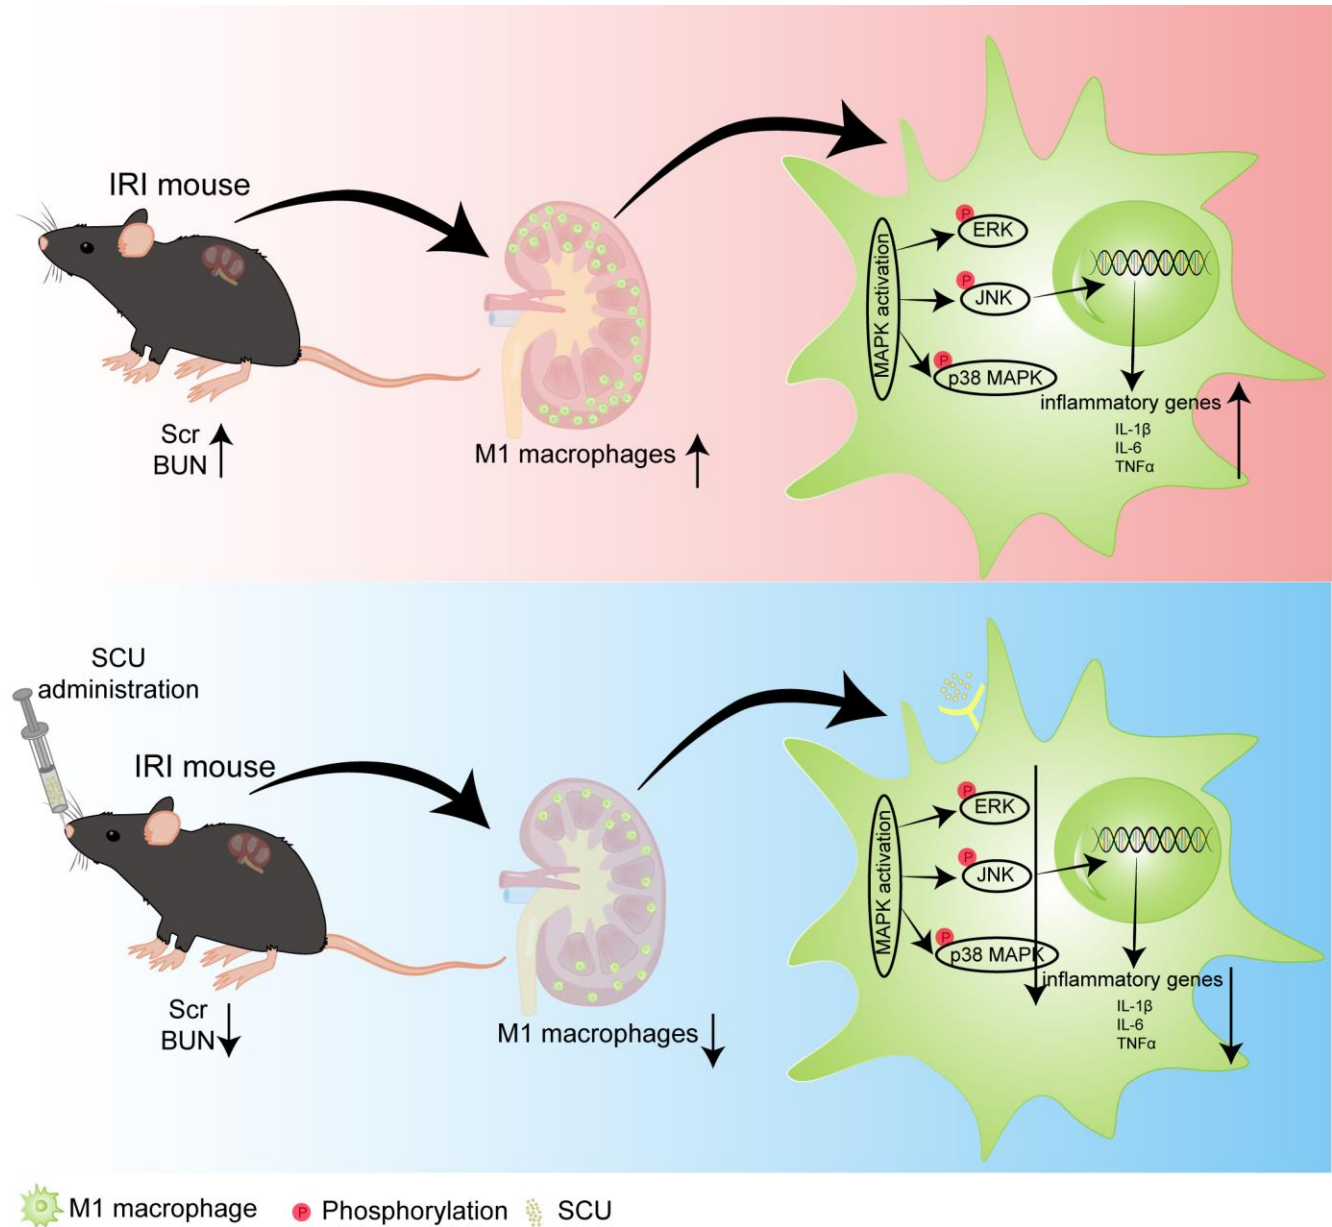 IRI mouse
Scr
BUN
M1 macrophages
MAPK activation
P
ERK
P
JNK
P
p38 MAPK
inflammatory genes
IL-1β
IL-6
TNFα
SCU
administration
IRI mouse
Scr
BUN
M1 macrophages
MAPK activation
P
ERK
P
JNK
P
p38 MAPK
inflammatory genes
IL-1β
IL-6
TNFα
M1 macrophage
P Phosphorylation
SCU